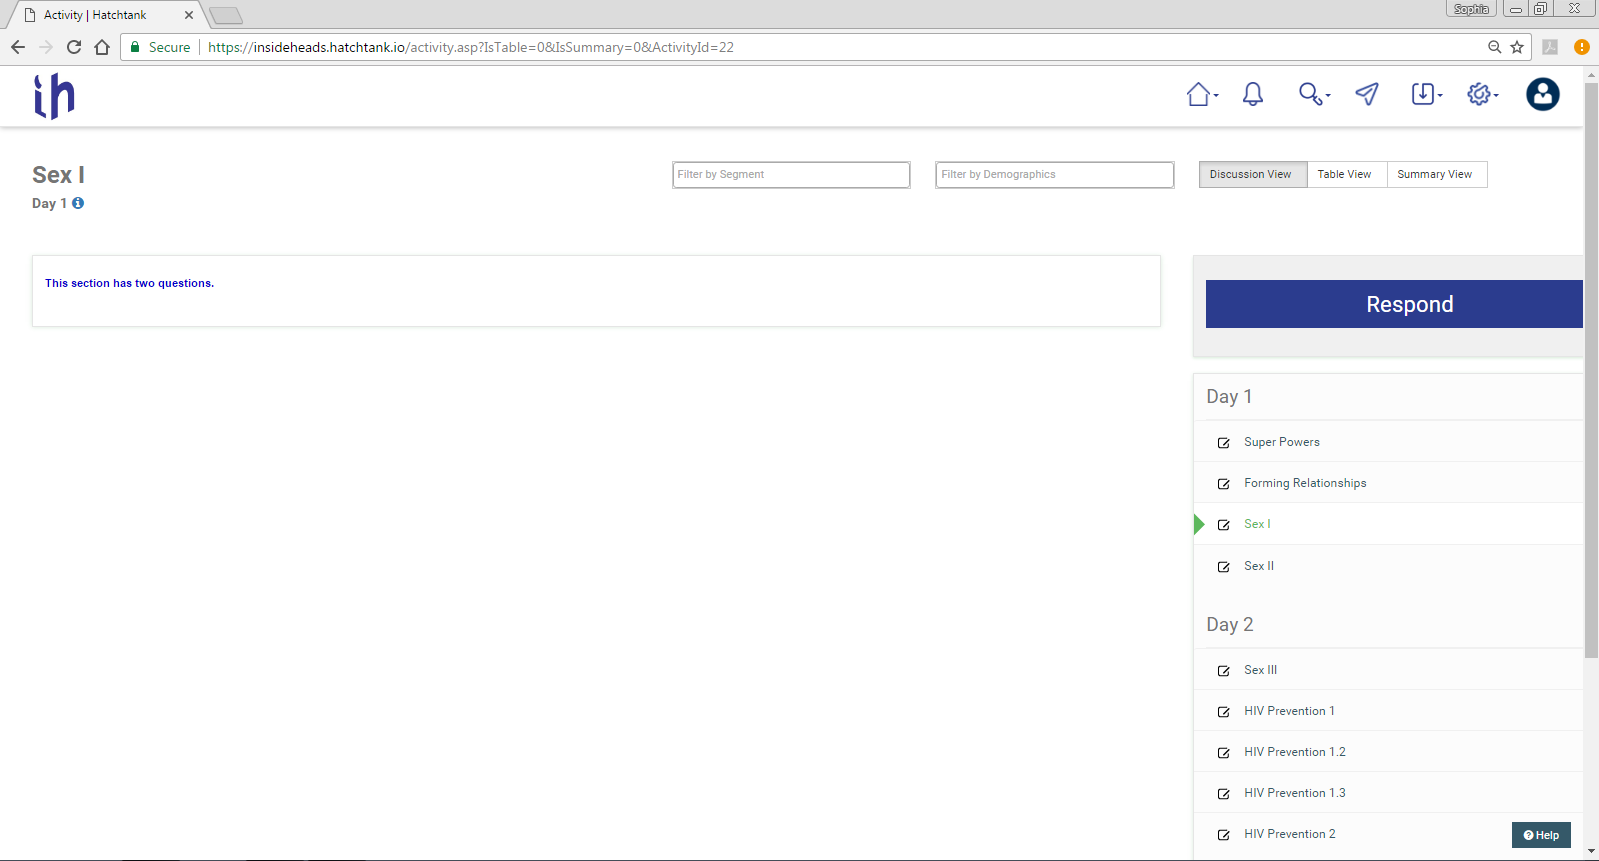 Activity | Hatchtank
Sophia
Secure
https://insideheads.hatchtank.io/activity.asp?IsTable=0&IsSummary=0&ActivityId=22
ih
Sex I
Filter by Segment
Filter by Demographics
Discussion View
Table View
Summary View
Day 1
This section has two questions.
Respond
Day 1
Super Powers
Forming Relationships
Sex I
Sex II
Day 2
Sex III
HIV Prevention 1
HIV Prevention 1.2
HIV Prevention 1.3
HIV Prevention 2
Help